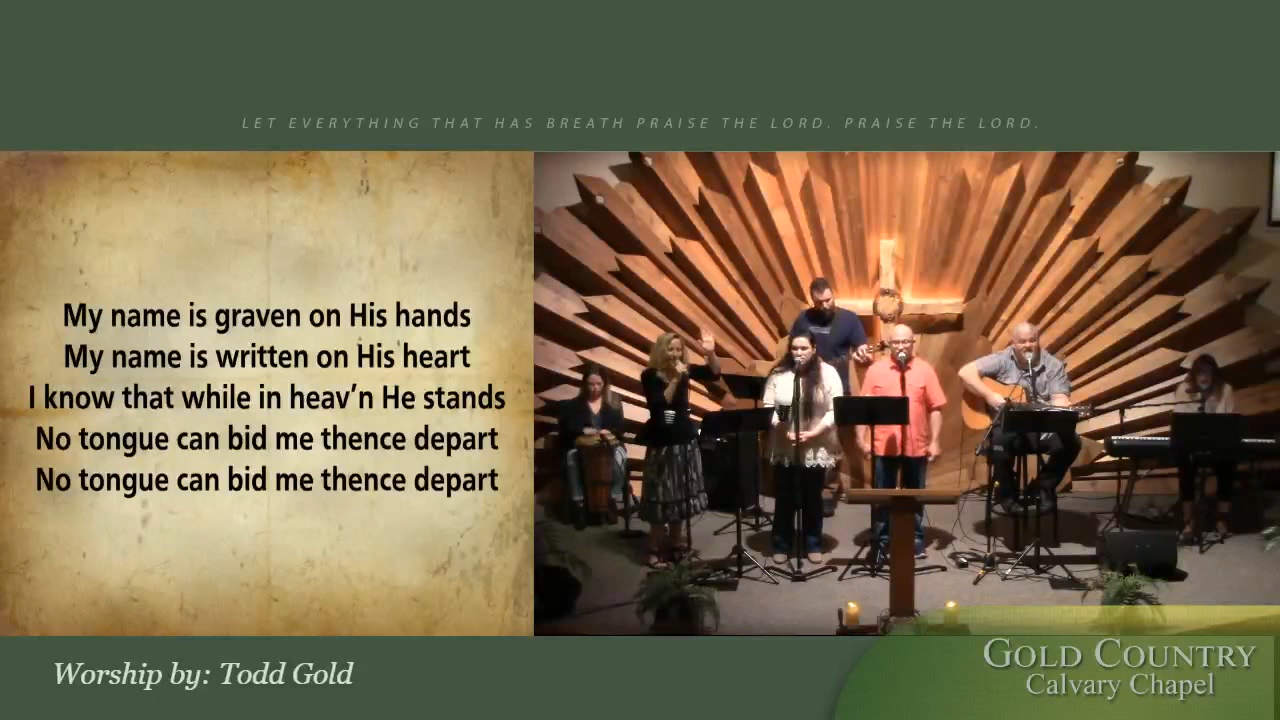 LET EVERYTHING THAT HAS BREATH PRAISE THE LORD. PRAISE THE LORD.
My name is graven on His hands
My name is written on His heart
I know that while in heav’n He stands
No tongue can bid me thence depart
No tongue can bid me thence depart
Worship by: Todd Gold
GOLD COUNTRY
Calvary Chapel